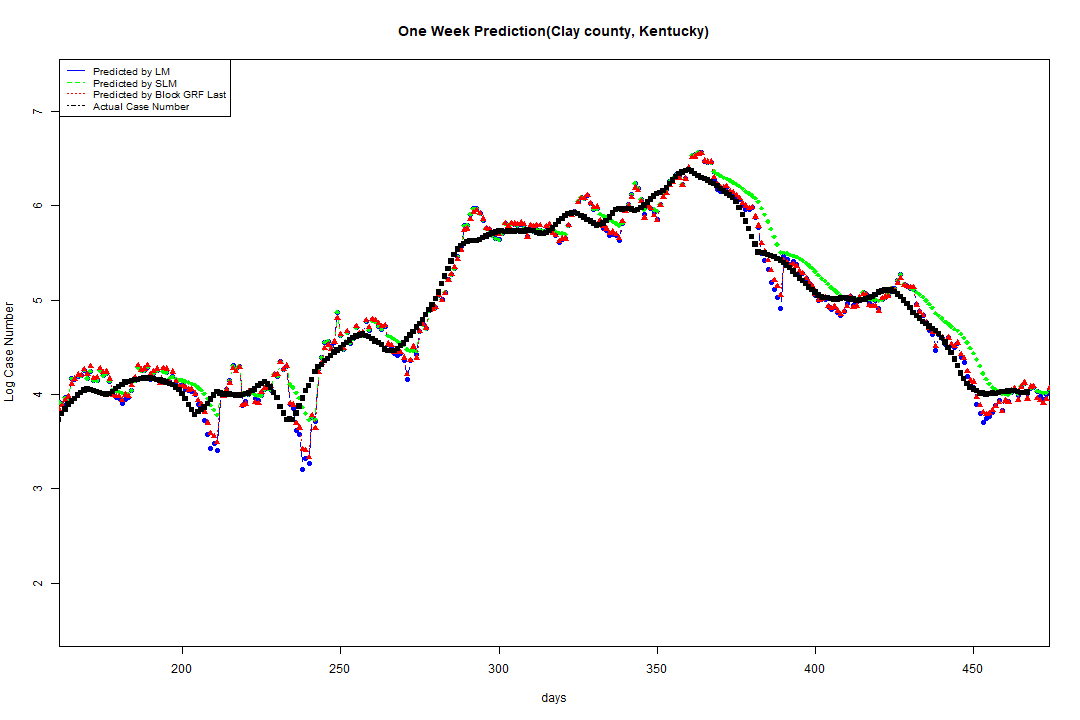 One Week Prediction(Clay county, Kentucky)
Predicted by LM
Predicted by SLM
Predicted by Block GRF Last
Actual Case Number
Log Case Number
7
6
5
4
3
2
200 250 300 350 400 450
days